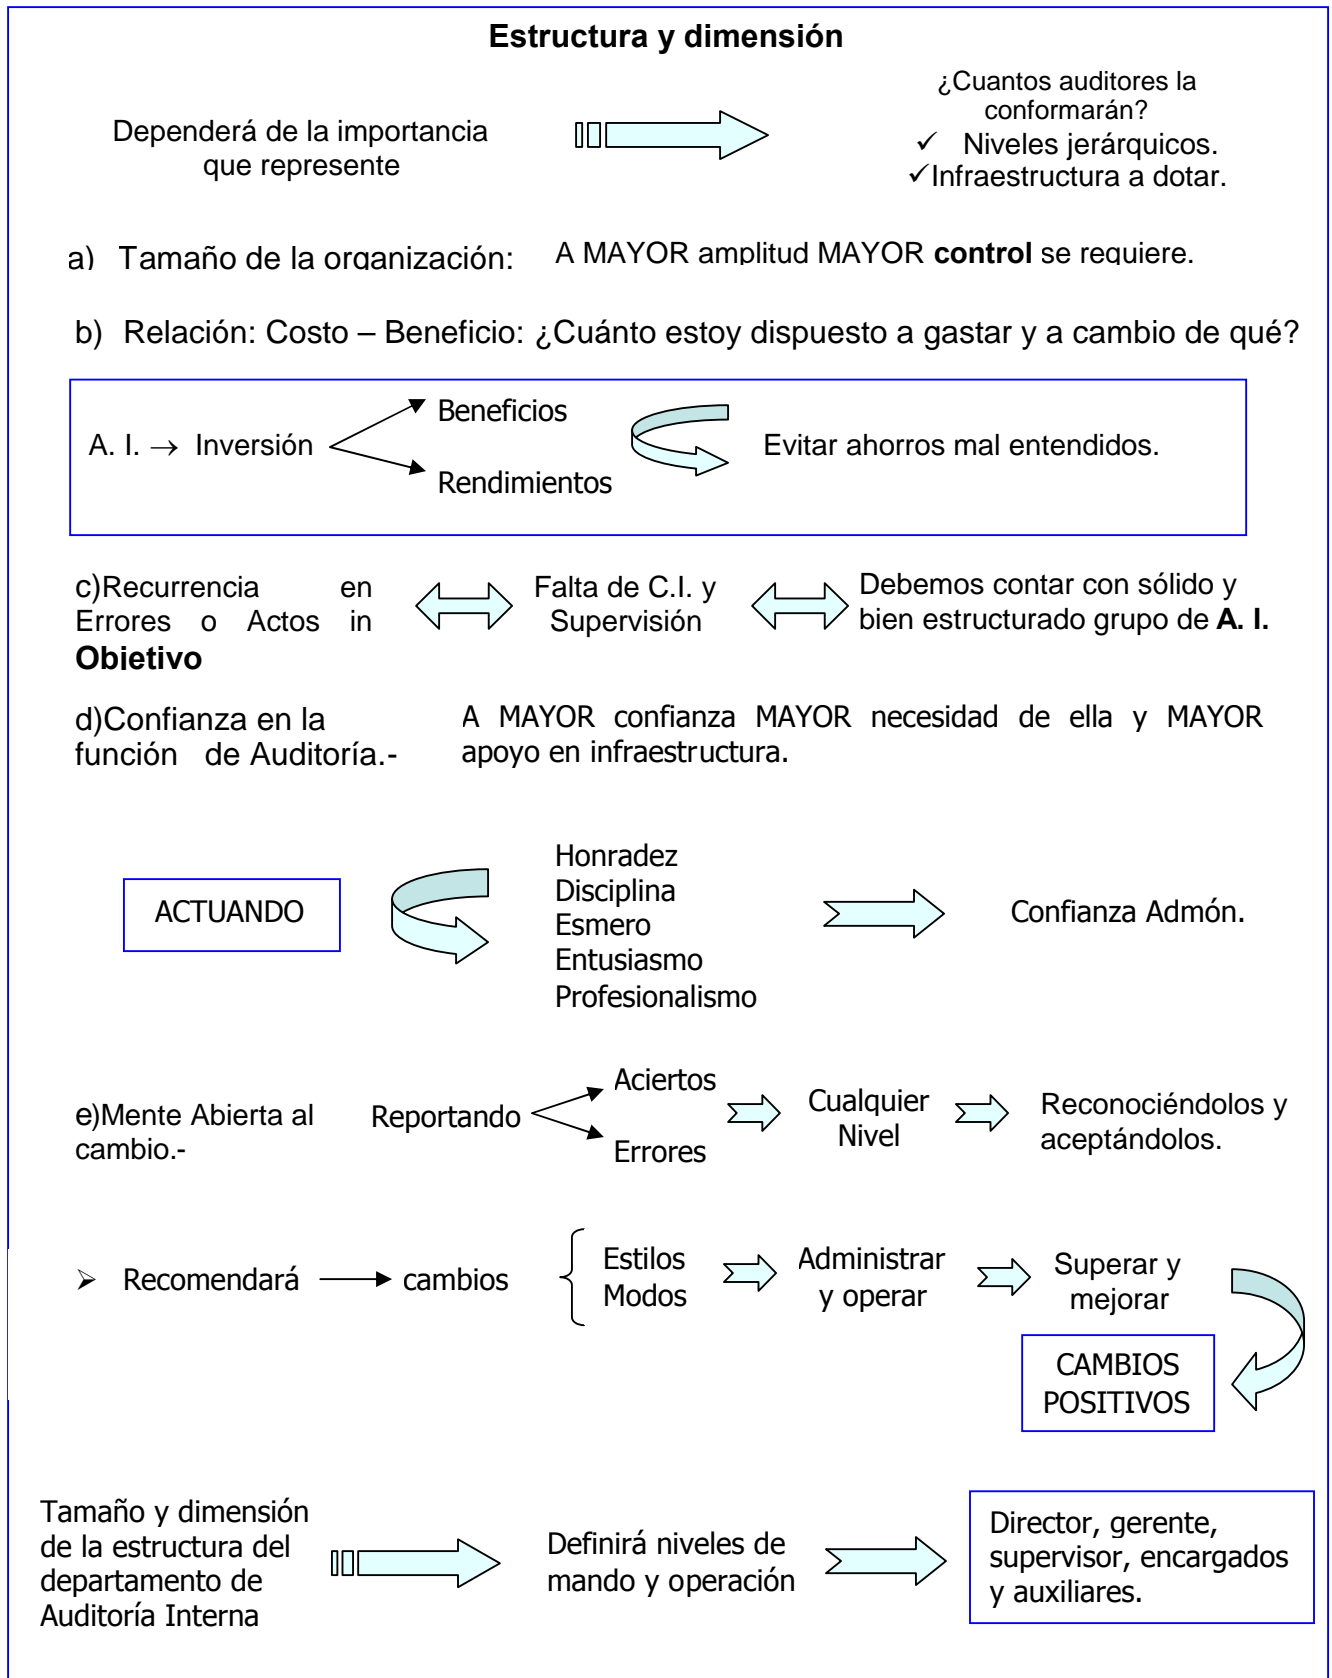 Estructura y dimensión
Dependerá de la importancia
que represente
¿Cuantos auditores la
conformarán?
✓ Niveles jerárquicos.
✓Infraestructura a dotar.
a) Tamaño de la organización:
A MAYOR amplitud MAYOR control se requiere.
b) Relación: Costo – Beneficio: ¿Cuánto estoy dispuesto a gastar y a cambio de qué?
A. I. → Inversión
Beneficios
Rendimientos
Evitar ahorros mal entendidos.
c)Recurrencia en
Errores o Actos in
Objetivo
Falta de C.I. y
Supervisión
Debemos contar con sólido y
bien estructurado grupo de A. I.
d)Confianza en la
función de Auditoría.-
A MAYOR confianza MAYOR necesidad de ella y MAYOR
apoyo en infraestructura.
ACTUANDO
Honradez
Disciplina
Esmero
Entusiasmo
Profesionalismo
Confianza Admón.
e)Mente Abierta al
cambio.-
Reportando
Aciertos
Errores
Cualquier
Nivel
Reconociéndolos y
aceptándolos.
➢ Recomendará
cambios
Estilos
Modos
Administrar
y operar
Superar y
mejorar
CAMBIOS
POSITIVOS
Tamaño y dimensión
de la estructura del
departamento de
Auditoría Interna
Definirá niveles de
mando y operación
Director, gerente,
supervisor, encargados
y auxiliares.